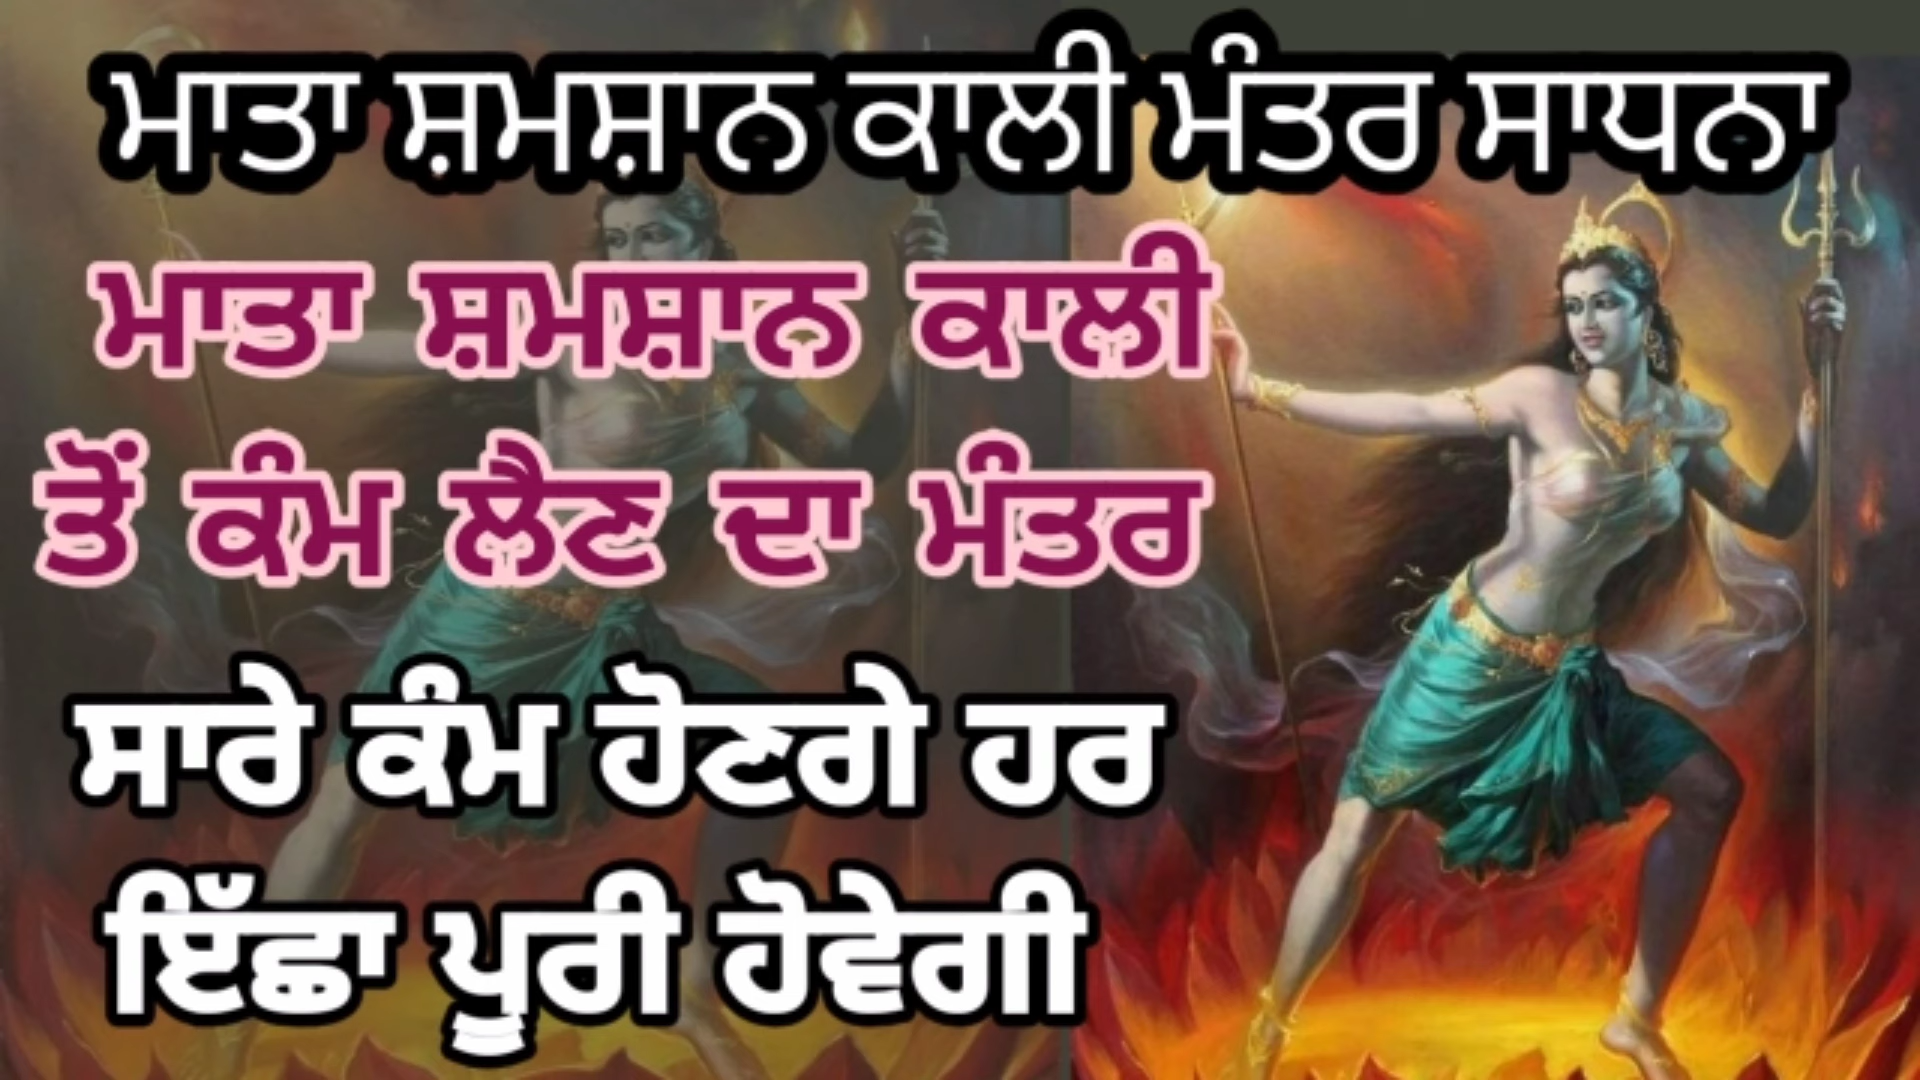 ਮਾਤਾ ਸ਼ਮਸ਼ਾਨ ਕਾਲੀ ਮੰਤਰ ਸਾਧਨਾ
ਮਾਤਾ ਸ਼ਮਸ਼ਾਨ ਕਾਲੀ
ਤੋਂ ਕੰਮ ਲੈਣ ਦਾ ਮੰਤਰ
ਸਾਰੇ ਕੰਮ ਹੋਣਗੇ ਹਰ
ਇੱਛਾ ਪੂਰੀ ਹੋਵੇਗੀ